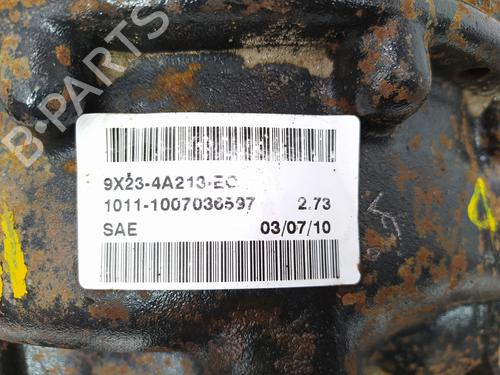 B-PARTS
9X23-4A213-EC
1011-1007036597 2.73
SAE 03/07/10